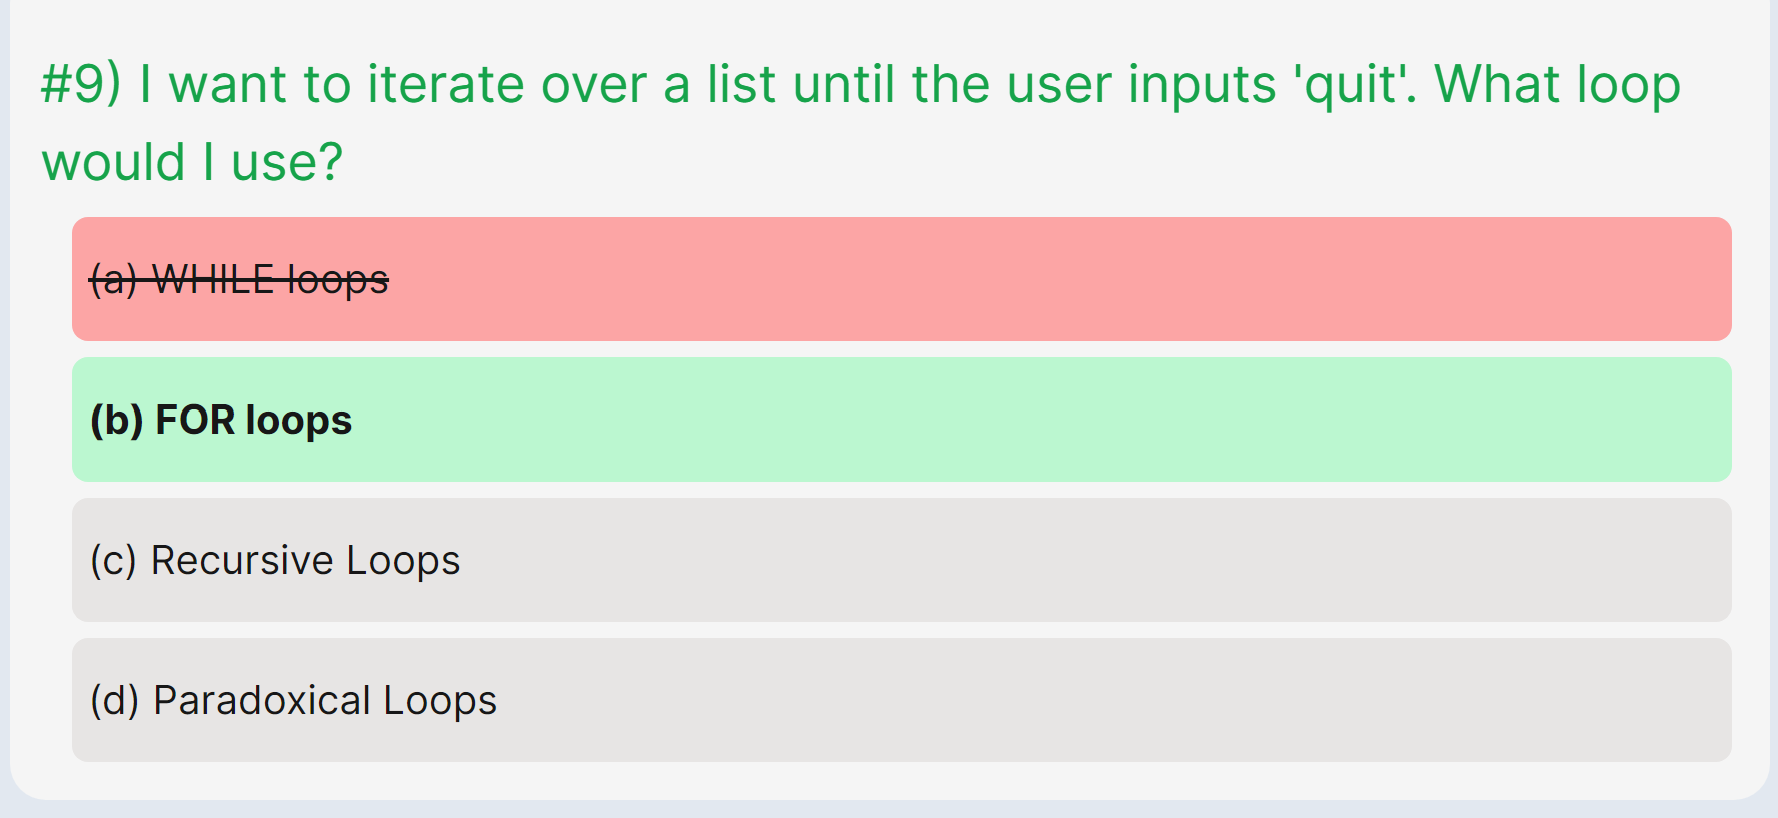 #9) I want to iterate over a list until the user inputs 'quit'. What loop
would I use?
(a) WHILE loops
(b) FOR loops
(c) Recursive Loops
(d) Paradoxical Loops